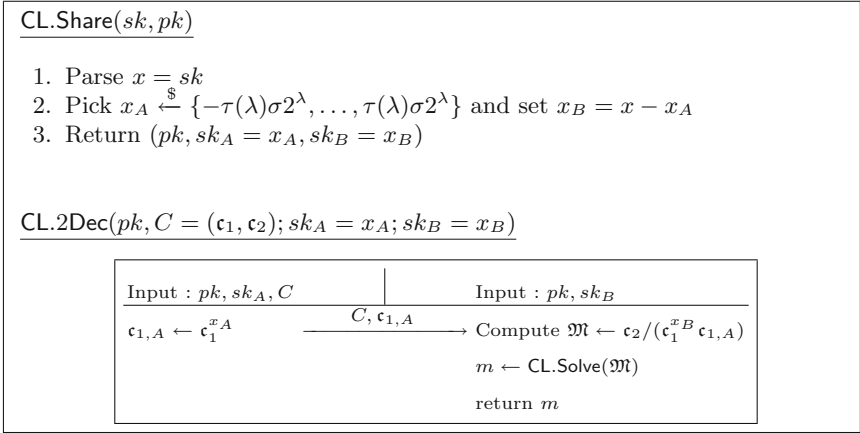 CL.Share(sk, pk)
1. Parse x = sk
2. Pick x_A ←$ {−τ(λ)σ2^λ, . . . , τ(λ)σ2^λ} and set x_B = x − x_A
3. Return (pk, sk_A = x_A, sk_B = x_B)
CL.2Dec(pk, C = (𝔠_1, 𝔠_2); sk_A = x_A; sk_B = x_B)
Input : pk, sk_A, C Input : pk, sk_B
𝔠_{1,A} ← 𝔠_1^{x_A} C, 𝔠_{1,A} → Compute 𝔐 ← 𝔠_2/(𝔠_1^{x_B} 𝔠_{1,A})
m ← CL.Solve(𝔐)
return m